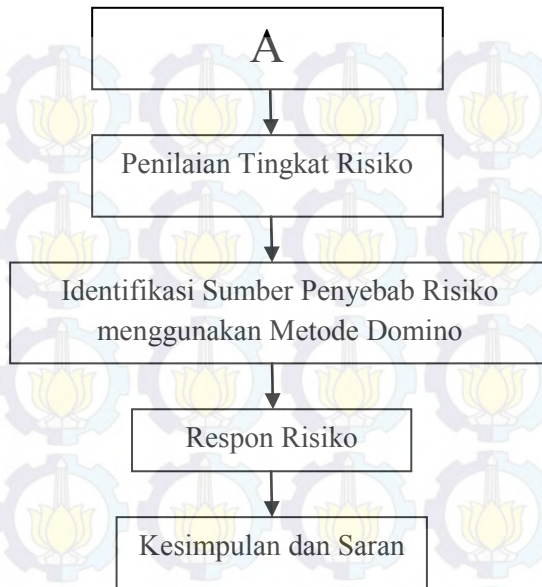 A
Penilaian Tingkat Risiko
Identifikasi Sumber Penyebab Risiko
menggunakan Metode Domino
Respon Risiko
Kesimpulan dan Saran